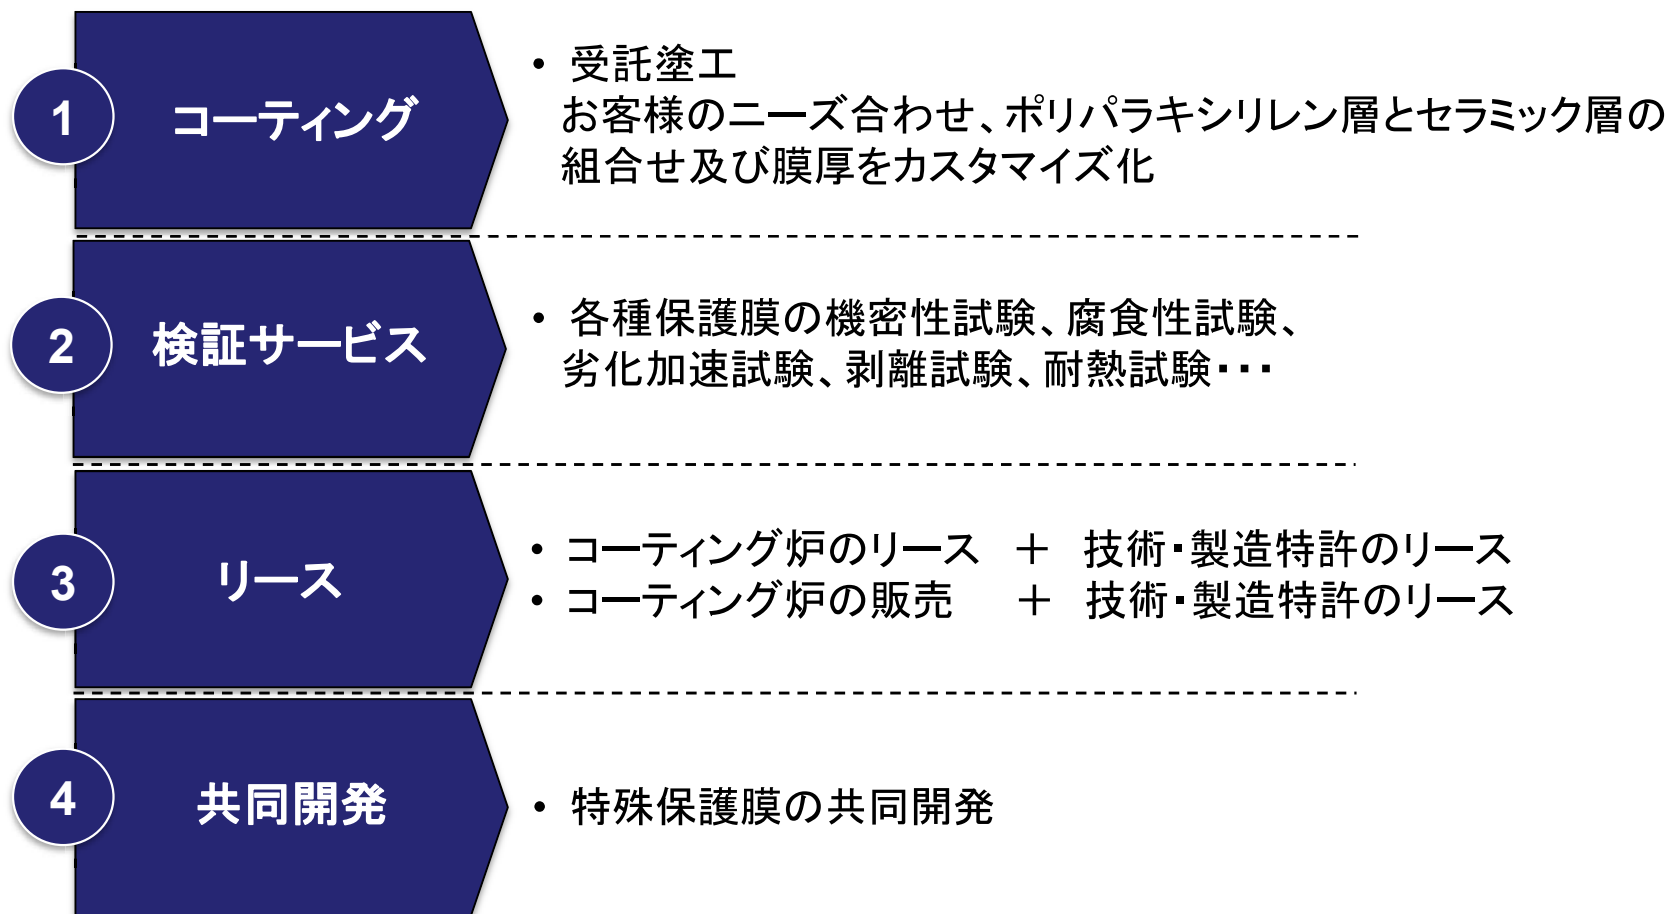 1
コーティング
• 受託塗工
お客様のニーズ合わせ、ポリパラキシリレン層とセラミック層の
組合せ及び膜厚をカスタマイズ化
2
検証サービス
• 各種保護膜の機密性試験、腐食性試験、
劣化加速試験、剥離試験、耐熱試験・・・
3
リース
• コーティング炉のリース ＋ 技術・製造特許のリース
• コーティング炉の販売 ＋ 技術・製造特許のリース
4
共同開発
• 特殊保護膜の共同開発